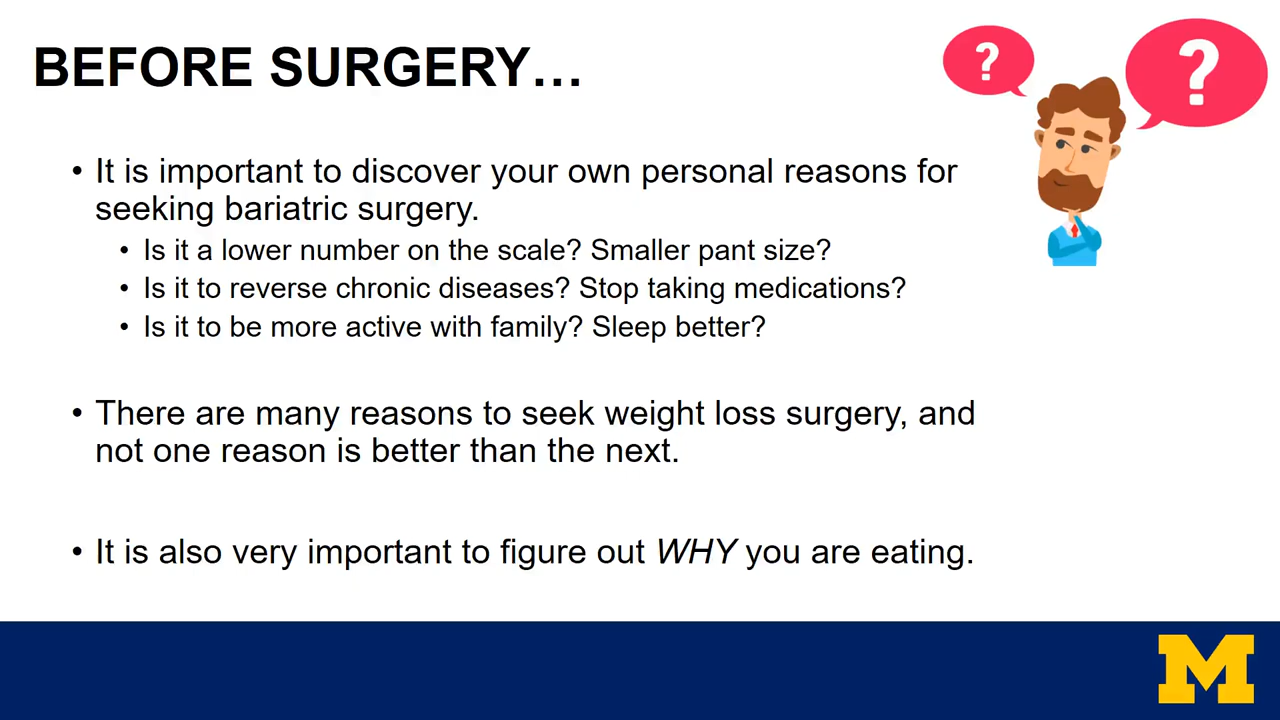 BEFORE SURGERY…
? ?
• It is important to discover your own personal reasons for
seeking bariatric surgery.
• Is it a lower number on the scale? Smaller pant size?
• Is it to reverse chronic diseases? Stop taking medications?
• Is it to be more active with family? Sleep better?
• There are many reasons to seek weight loss surgery, and
not one reason is better than the next.
• It is also very important to figure out WHY you are eating.
M